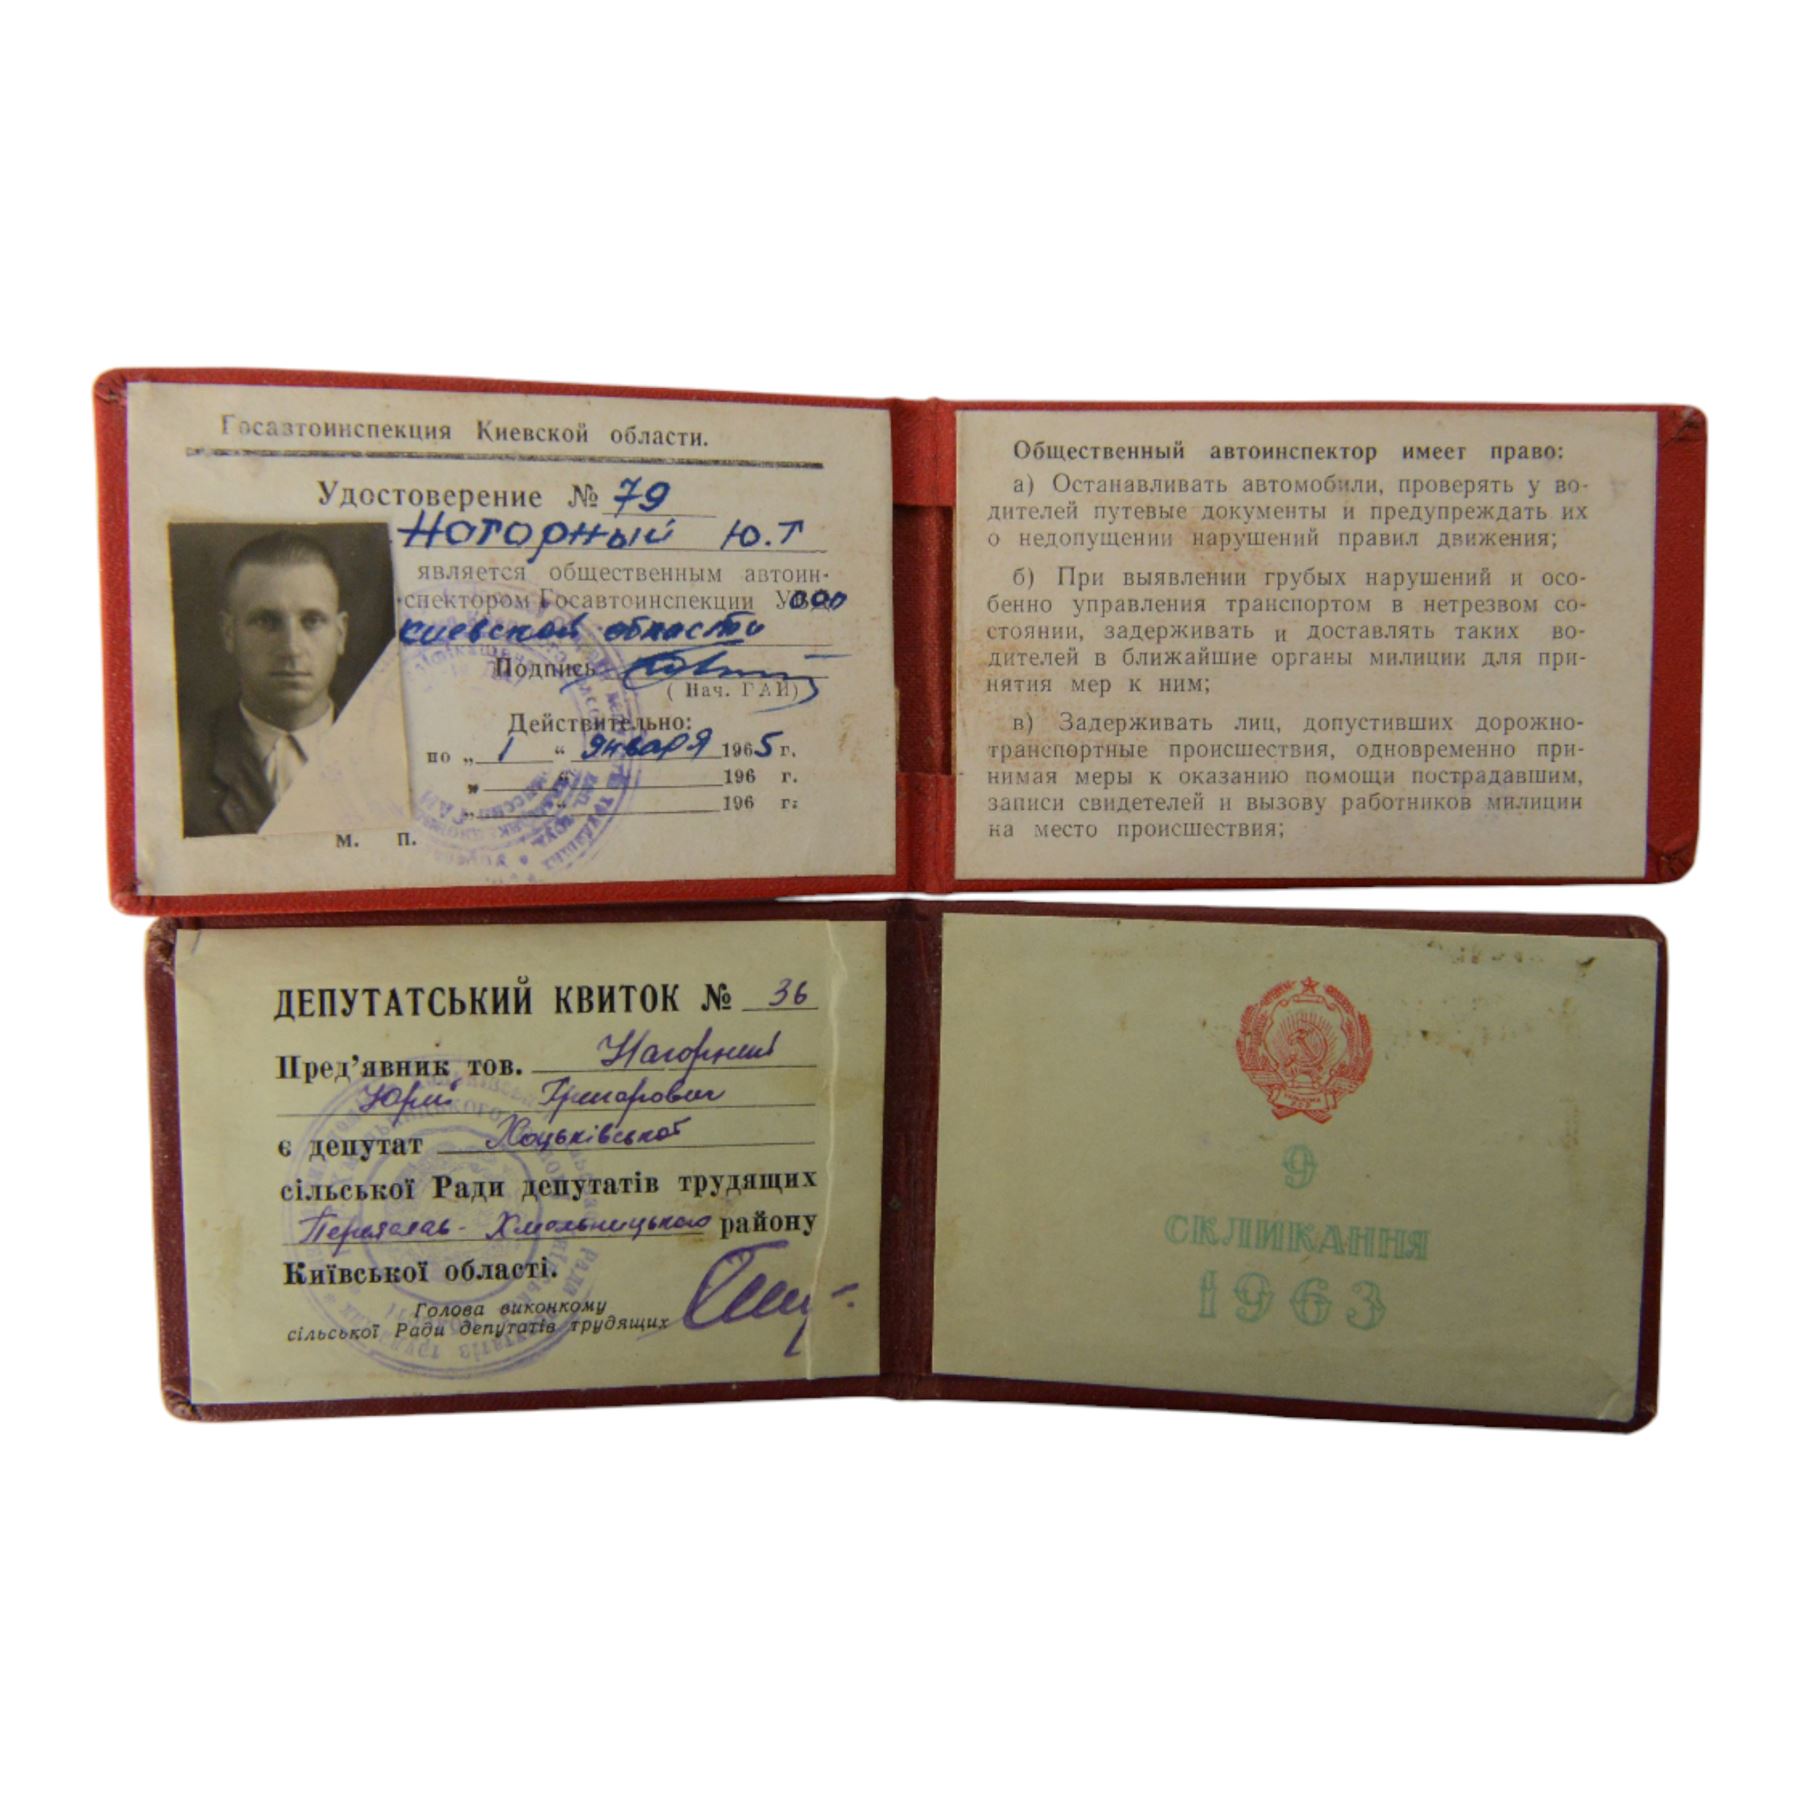 Госавтоинспекция Киевской области.
Удостоверение № 79
Нагорный Ю.Г
является общественным автоин-
спектором Госавтоинспекции
киевской области
Подпись
(Нач. ГАИ)
Действительно:
по „ 1 “ января 1965 г.
„ “ 196 г.
„ “ 196 г.
М. П.
Общественный автоинспектор имеет право:
а) Останавливать автомобили, проверять у во-
дителей путевые документы и предупреждать их
о недопущении нарушений правил движения;
б) При выявлении грубых нарушений и осо-
бенно управления транспортом в нетрезвом со-
стоянии, задерживать и доставлять таких во-
дителей в ближайшие органы милиции для при-
нятия мер к ним;
в) Задерживать лиц, допустивших дорожно-
транспортные происшествия, одновременно при-
нимая меры к оказанию помощи пострадавшим,
записи свидетелей и вызову работников милиции
на место происшествия;
ДЕПУТАТСЬКИЙ КВИТОК № 36
Пред'явник тов. Нагорний
Юрій Григорович
є депутат Хоцьківської
сільської Ради депутатів трудящих
Переяслав-Хмельницького району
Київської області.
Голова виконкому
сільської Ради депутатів трудящих
9
СКЛИКАННЯ
1963